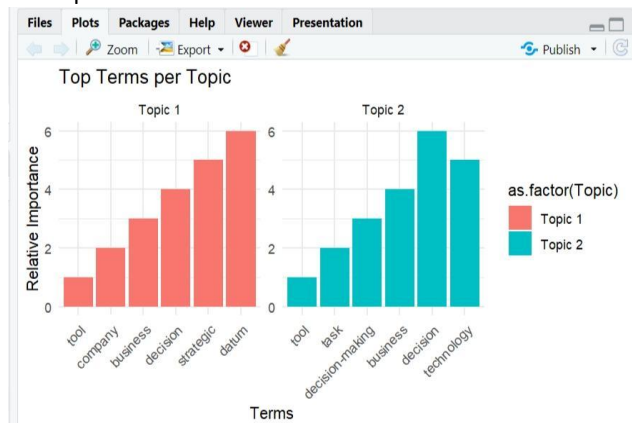 Files Plots Packages Help Viewer Presentation
Zoom Export Publish
Top Terms per Topic
Topic 1 Topic 2
Relative Importance
6
4
2
0
6
4
2
0
tool company business decision strategic datum
tool task decision-making business decision technology
Terms
as.factor(Topic)
Topic 1
Topic 2